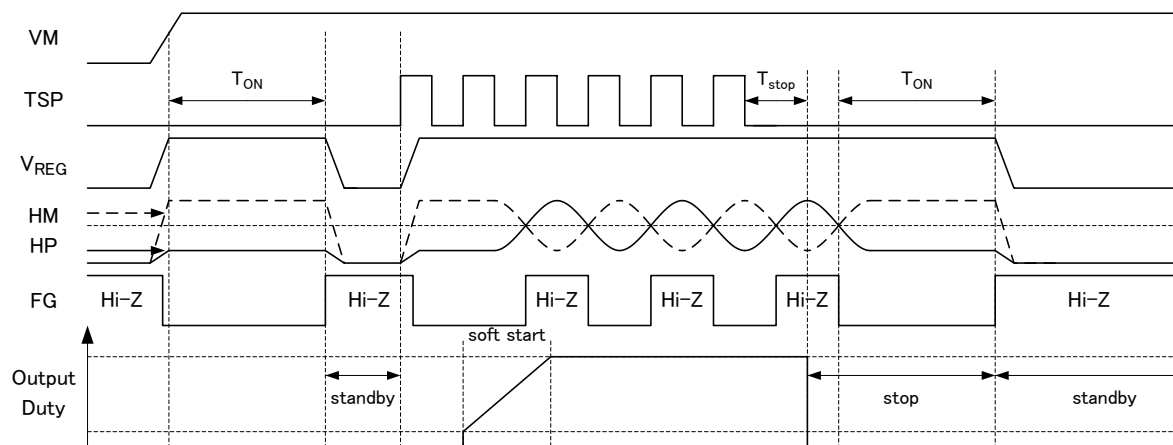 VM
T_ON
TSP
T_stop
T_ON
V_REG
HM
HP
FG
Hi-Z
Hi-Z
Hi-Z
Hi-Z
Hi-Z
Hi-Z
soft start
Output
Duty
standby
stop
standby